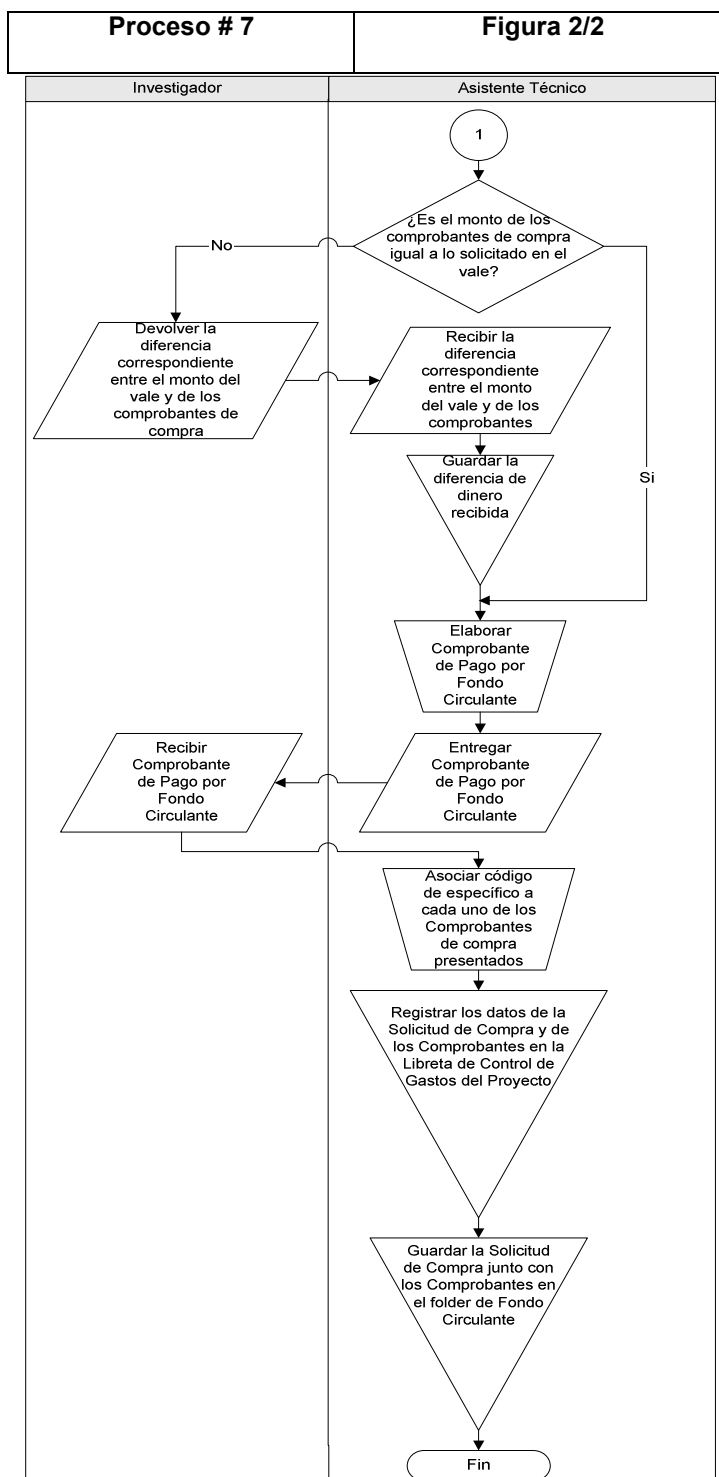 Proceso # 7
Figura 2/2
Investigador
Asistente Técnico
1
¿Es el monto de los
comprobantes de compra
igual a lo solicitado en el
vale?
No
Devolver la
diferencia
correspondiente
entre el monto del
vale y de los
comprobantes de
compra
Recibir la
diferencia
correspondiente
entre el monto
del vale y de los
comprobantes
Guardar la
diferencia de
dinero
recibida
Si
Elaborar
Comprobante
de Pago por
Fondo
Circulante
Entregar
Comprobante
de Pago por
Fondo
Circulante
Recibir
Comprobante
de Pago por
Fondo
Circulante
Asociar código
de específico a
cada uno de los
Comprobantes
de compra
presentados
Registrar los datos de la
Solicitud de Compra y de
los Comprobantes en la
Libreta de Control de
Gastos del Proyecto
Guardar la Solicitud
de Compra junto con
los Comprobantes en
el folder de Fondo
Circulante
Fin